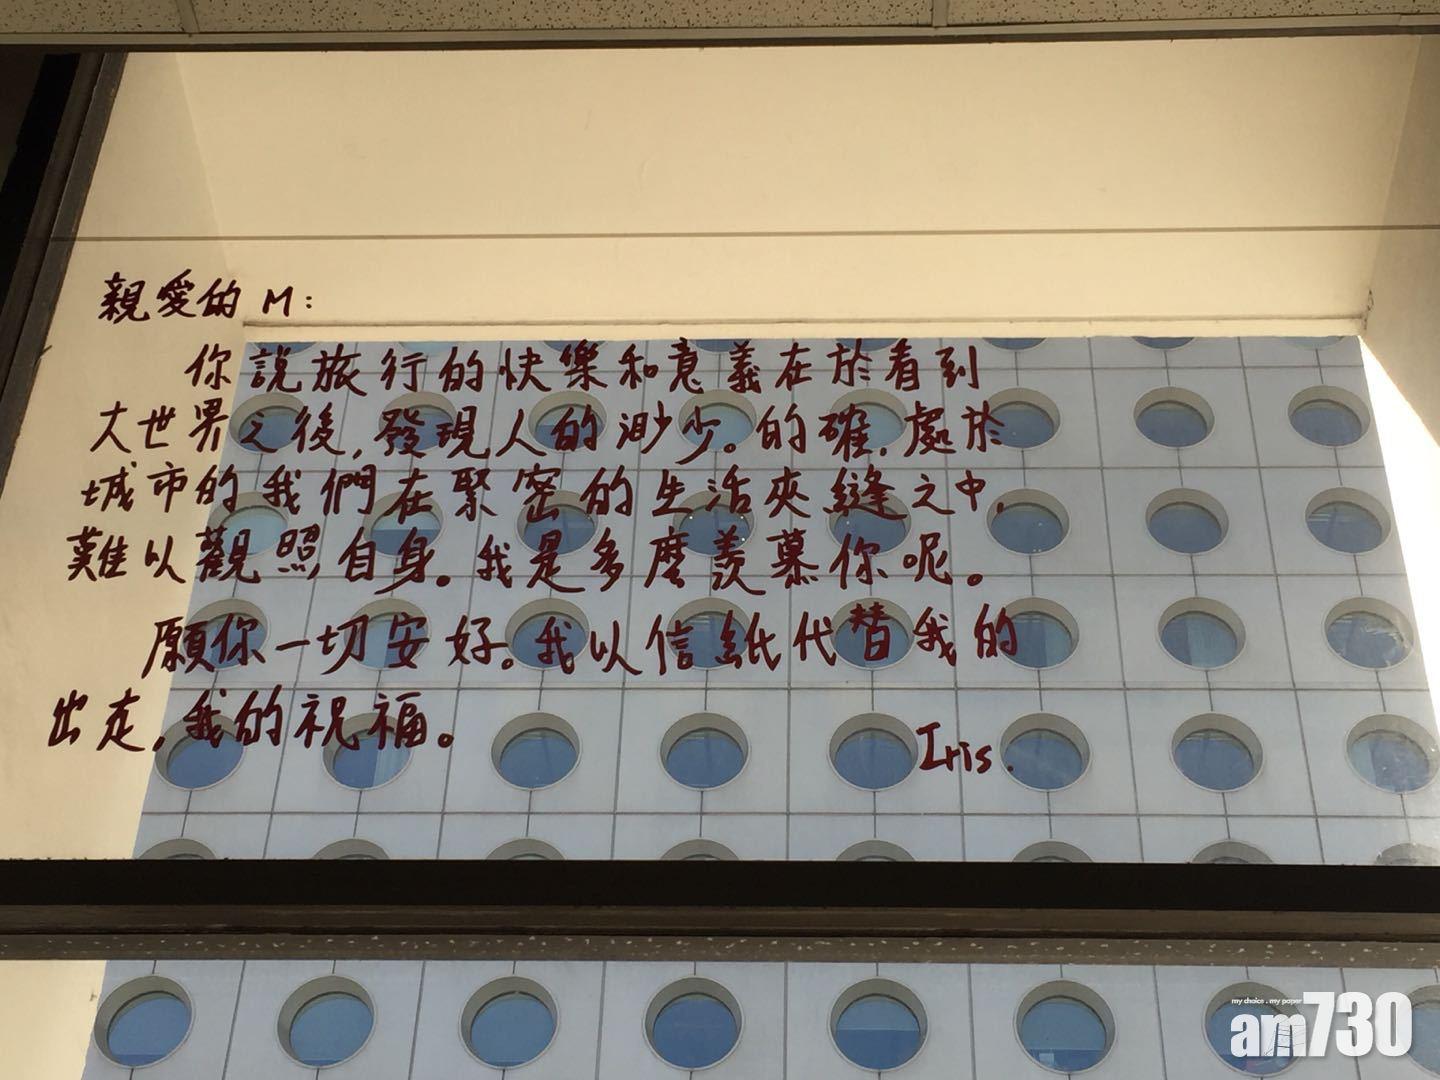 親愛的 M：
你說旅行的快樂和意義在於看到
大世界之後，發現人的渺少。的確，處於
城市的我們在緊密的生活夾縫之中，
難以觀照自身。我是多麼羨慕你呢。
願你一切安好。我以信紙代替我的
出走，我的祝福。
Iris.
my choice . my paper
am730